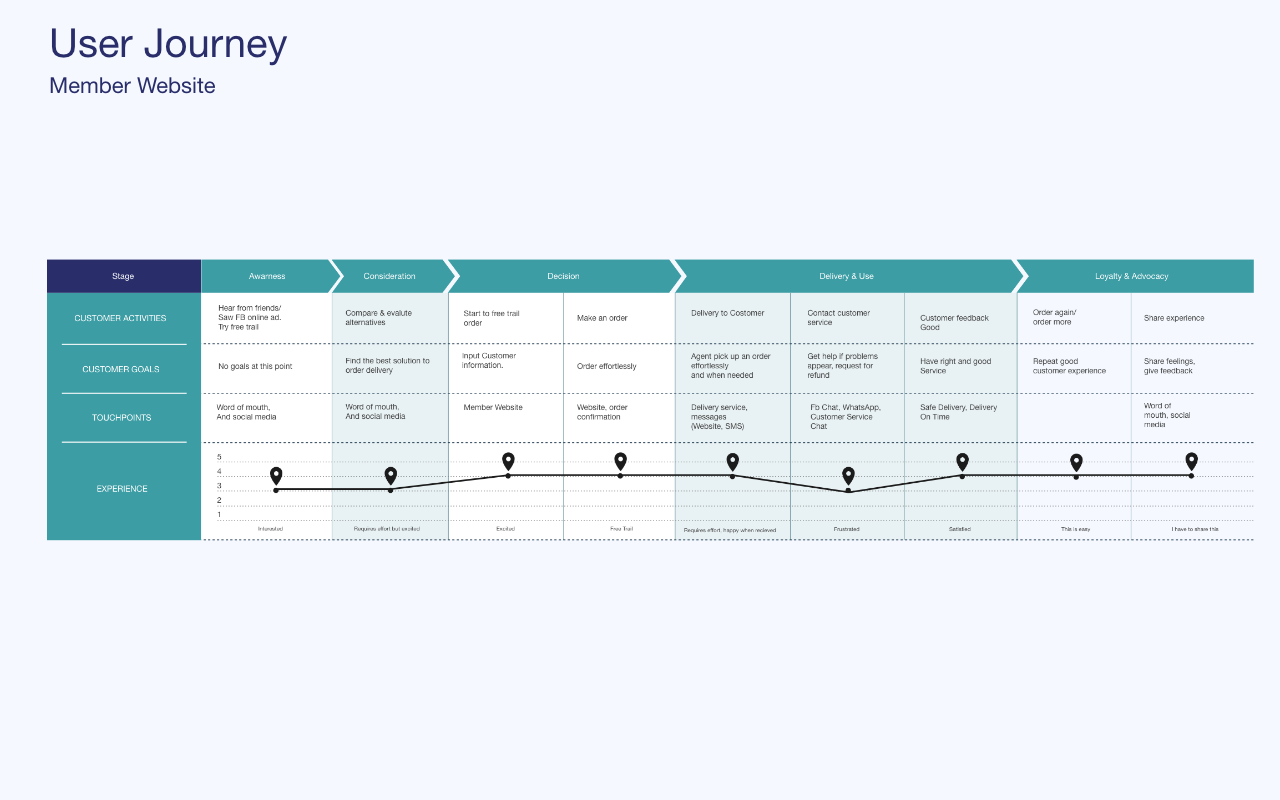 User Journey
Member Website
Stage
Awarness
Consideration
Decision
Delivery & Use
Loyalty & Advocacy
CUSTOMER ACTIVITIES
Hear from friends/
Saw FB online ad.
Try free trail
Compare & evalute
alternatives
Start to free trail
order
Make an order
Delivery to Costomer
Contact customer
service
Customer feedback
Good
Order again/
order more
Share experience
CUSTOMER GOALS
No goals at this point
Find the best solution to
order delivery
Input Customer
information.
Order effortlessly
Agent pick up an order
effortlessly
and when needed
Get help if problems
appear, request for
refund
Have right and good
Service
Repeat good
customer experience
Share feelings,
give feedback
TOUCHPOINTS
Word of mouth,
And social media
Word of mouth,
And social media
Member Website
Website, order
confirmation
Delivery service,
messages
(Website, SMS)
Fb Chat, WhatsApp,
Customer Service
Chat
Safe Delivery, Delivery
On Time
Word of
mouth, social
media
EXPERIENCE
5
4
3
2
1
Interested
Requires effort but excited
Excited
Free Trail
Requires effort, happy when recieved
Frustrated
Satisfied
This is easy
I have to share this